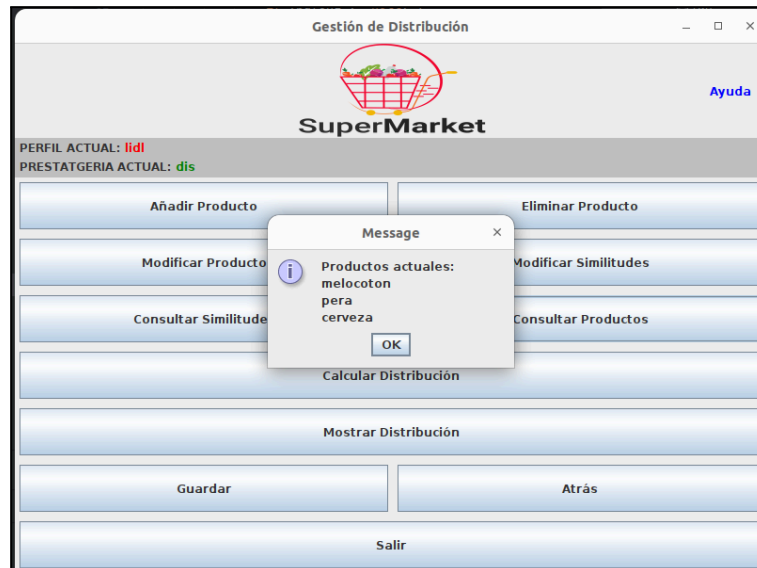 Gestión de Distribución
SuperMarket
Ayuda
PERFIL ACTUAL: lidl
PRESTATGERIA ACTUAL: dis
Añadir Producto
Eliminar Producto
Message
Modificar Producto
Modificar Similitudes
Productos actuales:
melocoton
pera
cerveza
Consultar Similitude
Consultar Productos
OK
Calcular Distribución
Mostrar Distribución
Guardar
Atrás
Salir